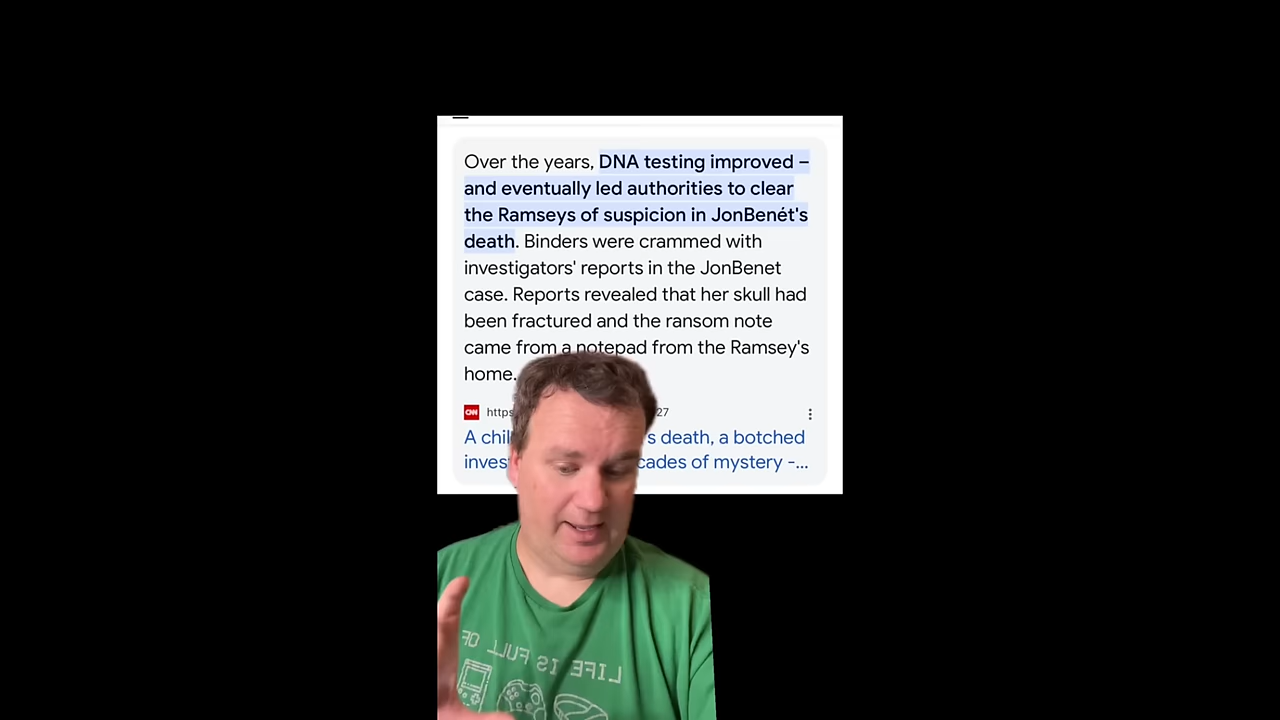 Over the years, DNA testing improved –
and eventually led authorities to clear
the Ramseys of suspicion in JonBenét's
death. Binders were crammed with
investigators' reports in the JonBenet
case. Reports revealed that her skull had
been fractured and the ransom note
came from a notepad from the Ramsey's
home.
CNN https 27
A chil s death, a botched
inves cades of mystery -...
LIFE IS FULL OF